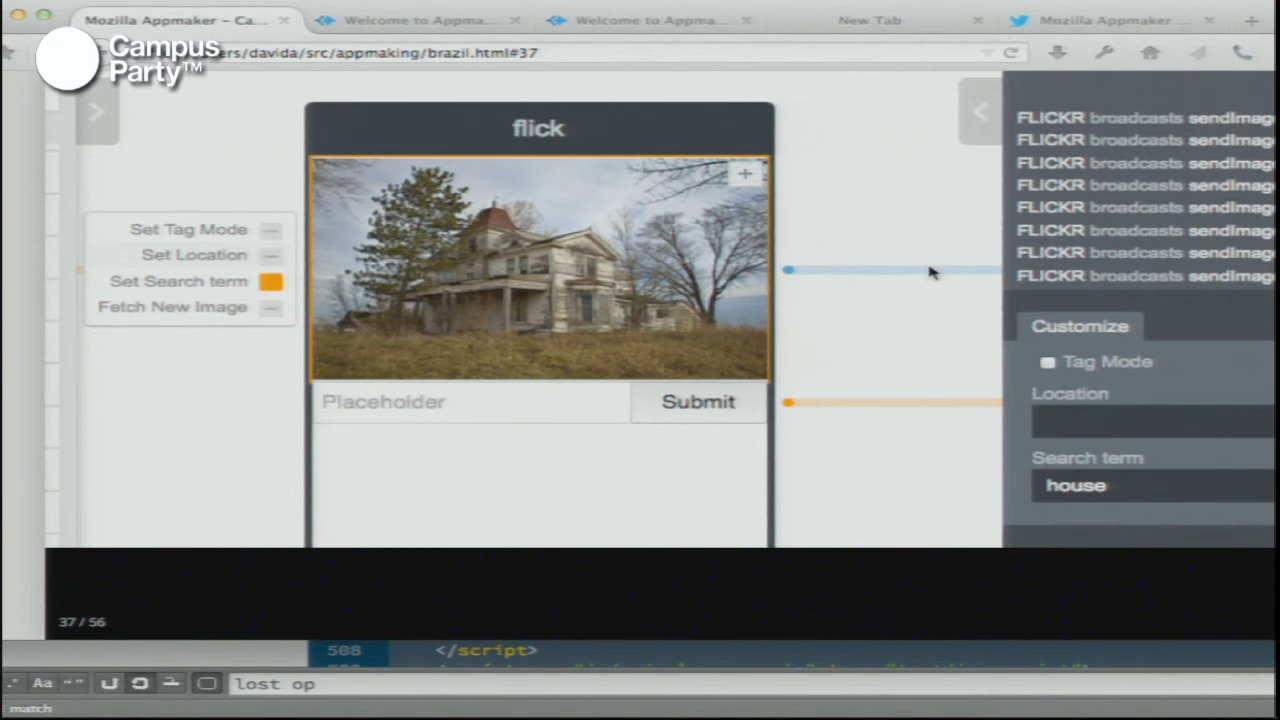 Mozilla Appmaker – Ca...
Welcome to Appma...
Welcome to Appma...
New Tab
Mozilla Appmaker ...
Campus
Party™
ers/davida/src/appmaking/brazil.html#37
flick
FLICKR broadcasts sendImag
FLICKR broadcasts sendImag
FLICKR broadcasts sendImag
FLICKR broadcasts sendImag
FLICKR broadcasts sendImag
FLICKR broadcasts sendImag
FLICKR broadcasts sendImag
FLICKR broadcasts sendImag
Set Tag Mode
Set Location
Set Search term
Fetch New Image
Customize
Tag Mode
Location
Search term
house
Placeholder
Submit
37 / 56
508 </script>
Aa
lost op
match